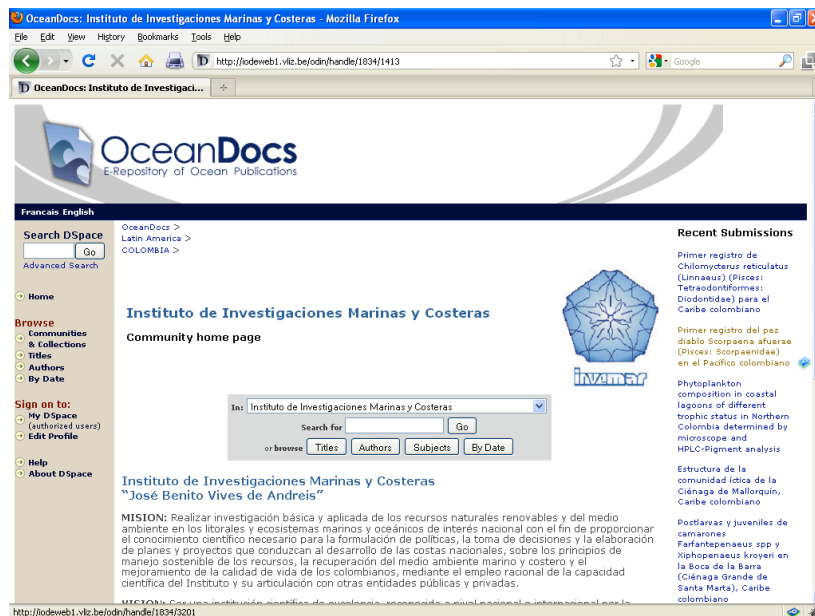 OceanDocs: Instituto de Investigaciones Marinas y Costeras - Mozilla Firefox
File Edit View History Bookmarks Tools Help
http://iodeweb1.vliz.be/odin/handle/1834/1413
Google
OceanDocs: Instituto de Investigaci...
OceanDocs
E-Repository of Ocean Publications
Francais English
Search DSpace
Go
Advanced Search
Home
Browse
Communities
& Collections
Titles
Authors
By Date
Sign on to:
My DSpace
(authorized users)
Edit Profile
Help
About DSpace
OceanDocs >
Latin America >
COLOMBIA >
Instituto de Investigaciones Marinas y Costeras
Community home page
invemar
In: Instituto de Investigaciones Marinas y Costeras
Search for Go
or browse Titles Authors Subjects By Date
Instituto de Investigaciones Marinas y Costeras
"José Benito Vives de Andreis"
MISION: Realizar investigación básica y aplicada de los recursos naturales renovables y del medio
ambiente en los litorales y ecosistemas marinos y oceánicos de interés nacional con el fin de proporcionar
el conocimiento científico necesario para la formulación de políticas, la toma de decisiones y la elaboración
de planes y proyectos que conduzcan al desarrollo de las costas nacionales, sobre los principios de
manejo sostenible de los recursos, la recuperación del medio ambiente marino y costero y el
mejoramiento de la calidad de vida de los colombianos, mediante el empleo racional de la capacidad
científica del Instituto y su articulación con otras entidades públicas y privadas.
VISION: Ser una institución científica de excelencia, reconocida a nivel nacional e internacional por la
Recent Submissions
Primer registro de
Chilomycterus reticulatus
(Linnaeus) (Pisces:
Tetraodontiformes:
Diodontidae) para el
Caribe colombiano
Primer registro del pez
diablo Scorpaena afuerae
(Pisces: Scorpaenidae)
en el Pacífico colombiano
Phytoplankton
composition in coastal
lagoons of different
trophic status in Northern
Colombia determined by
microscope and
HPLC-Pigment analysis
Estructura de la
comunidad íctica de la
Ciénaga de Mallorquín,
Caribe colombiano
Postlarvas y juveniles de
camarones
Farfantepenaeus spp y
Xiphopenaeus kroyeri en
la Boca de la Barra
(Ciénaga Grande de
Santa Marta), Caribe
colombiano
http://iodeweb1.vliz.be/odin/handle/1834/3201